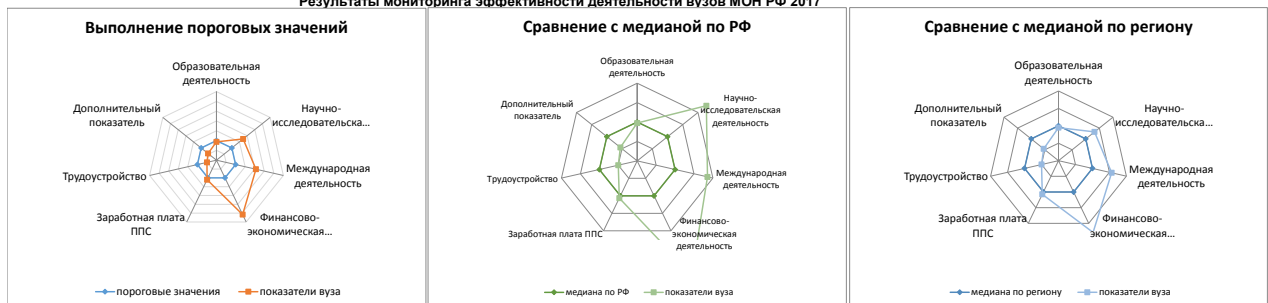 Результаты мониторинга эффективности деятельности вузов МОН РФ 2017
Выполнение пороговых значений
Образовательная
деятельность
Научно-
исследовательска...
Международная
деятельность
Финансово-
экономическая...
Заработная плата
ППС
Трудоустройство
Дополнительный
показатель
пороговые значения
показатели вуза
Сравнение с медианой по РФ
Образовательная
деятельность
Научно-
исследовательская
деятельность
Международная
деятельность
Финансово-
экономическая
деятельность
Заработная плата ППС
Трудоустройство
Дополнительный
показатель
медиана по РФ
показатели вуза
Сравнение с медианой по региону
Образовательная
деятельность
Научно-
исследовательска...
Международная
деятельность
Финансово-
экономическая...
Заработная плата
ППС
Трудоустройство
Дополнительный
показатель
медиана по региону
показатели вуза